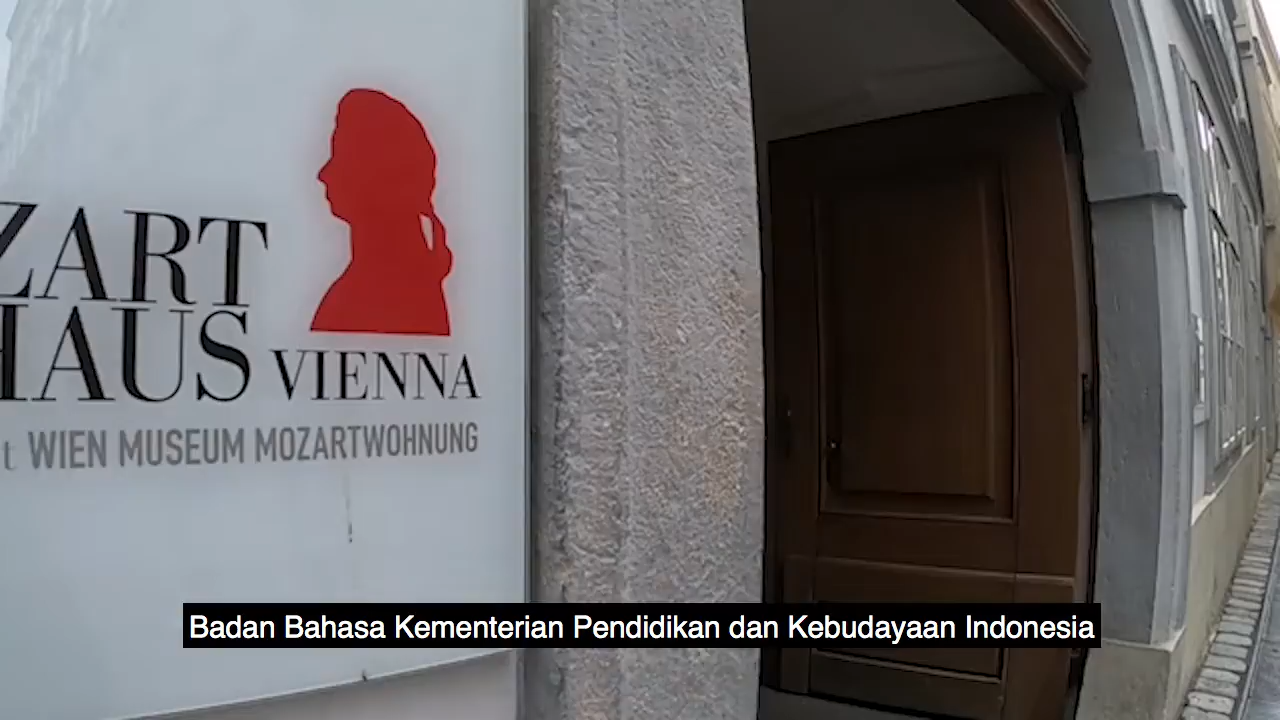 ZART
HAUS VIENNA
t WIEN MUSEUM MOZARTWOHNUNG
Badan Bahasa Kementerian Pendidikan dan Kebudayaan Indonesia